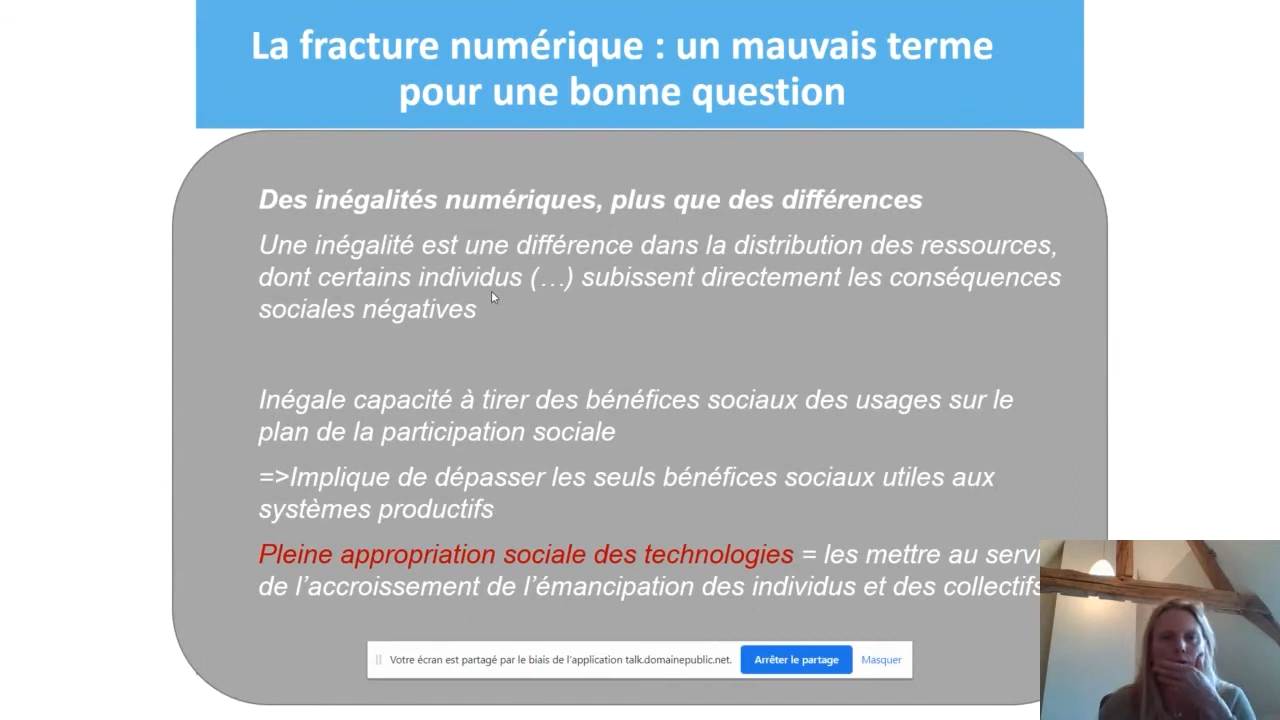 La fracture numérique : un mauvais terme
pour une bonne question
Des inégalités numériques, plus que des différences
Une inégalité est une différence dans la distribution des ressources,
dont certains individus (…) subissent directement les conséquences
sociales négatives
Inégale capacité à tirer des bénéfices sociaux des usages sur le
plan de la participation sociale
=>Implique de dépasser les seuls bénéfices sociaux utiles aux
systèmes productifs
Pleine appropriation sociale des technologies = les mettre au
de l’accroissement de l’émancipation des individus et des collectifs
Votre écran est partagé par le biais de l'application talk.domainepublic.net.
Arrêter le partage
Masquer